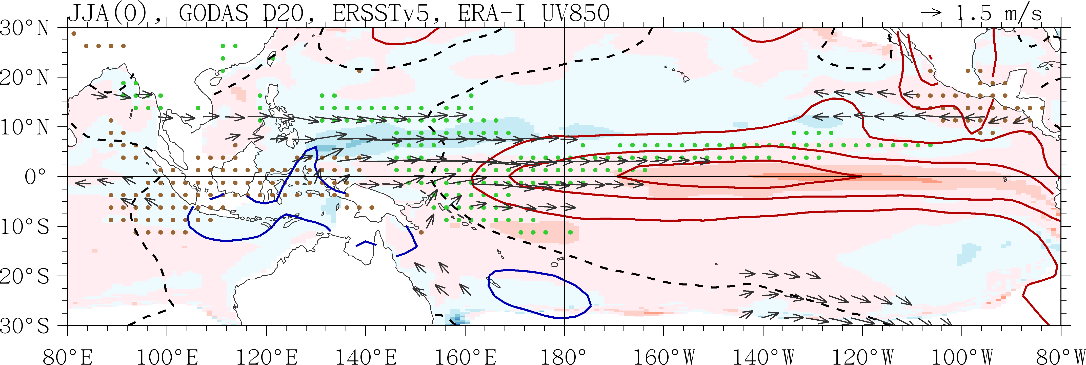 JJA(0), GODAS D20, ERSSTv5, ERA-I UV850
1.5 m/s
30°N
20°N
10°N
0°
10°S
20°S
30°S
80°E 100°E 120°E 140°E 160°E 180° 160°W 140°W 120°W 100°W 80°W